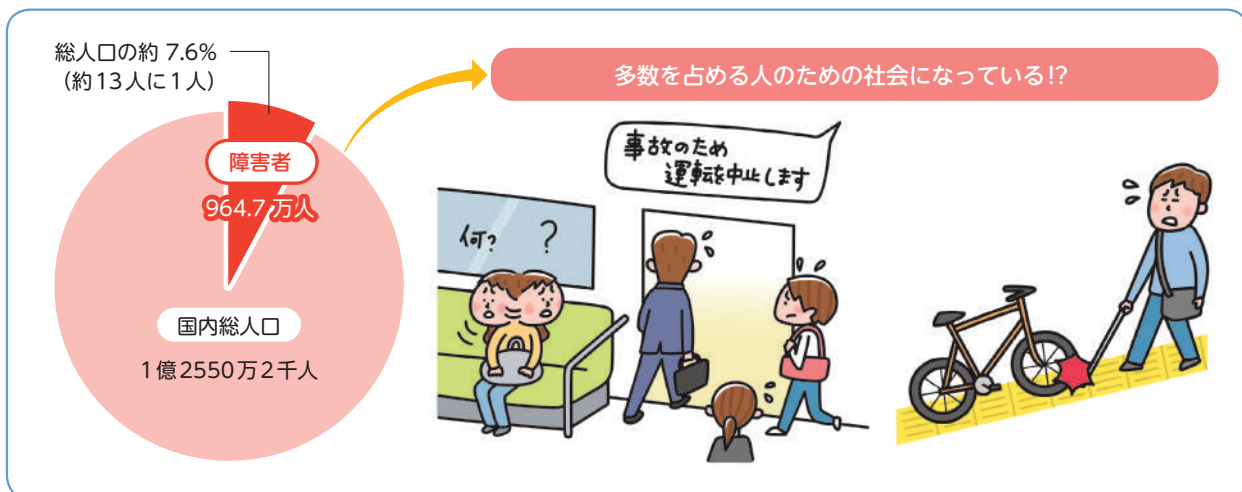 総人口の約 7.6%
(約13人に1人)
障害者
964.7万人
国内総人口
1億2550万2千人
多数を占める人のための社会になっている!?
事故のため
運転を中止します
何? ?